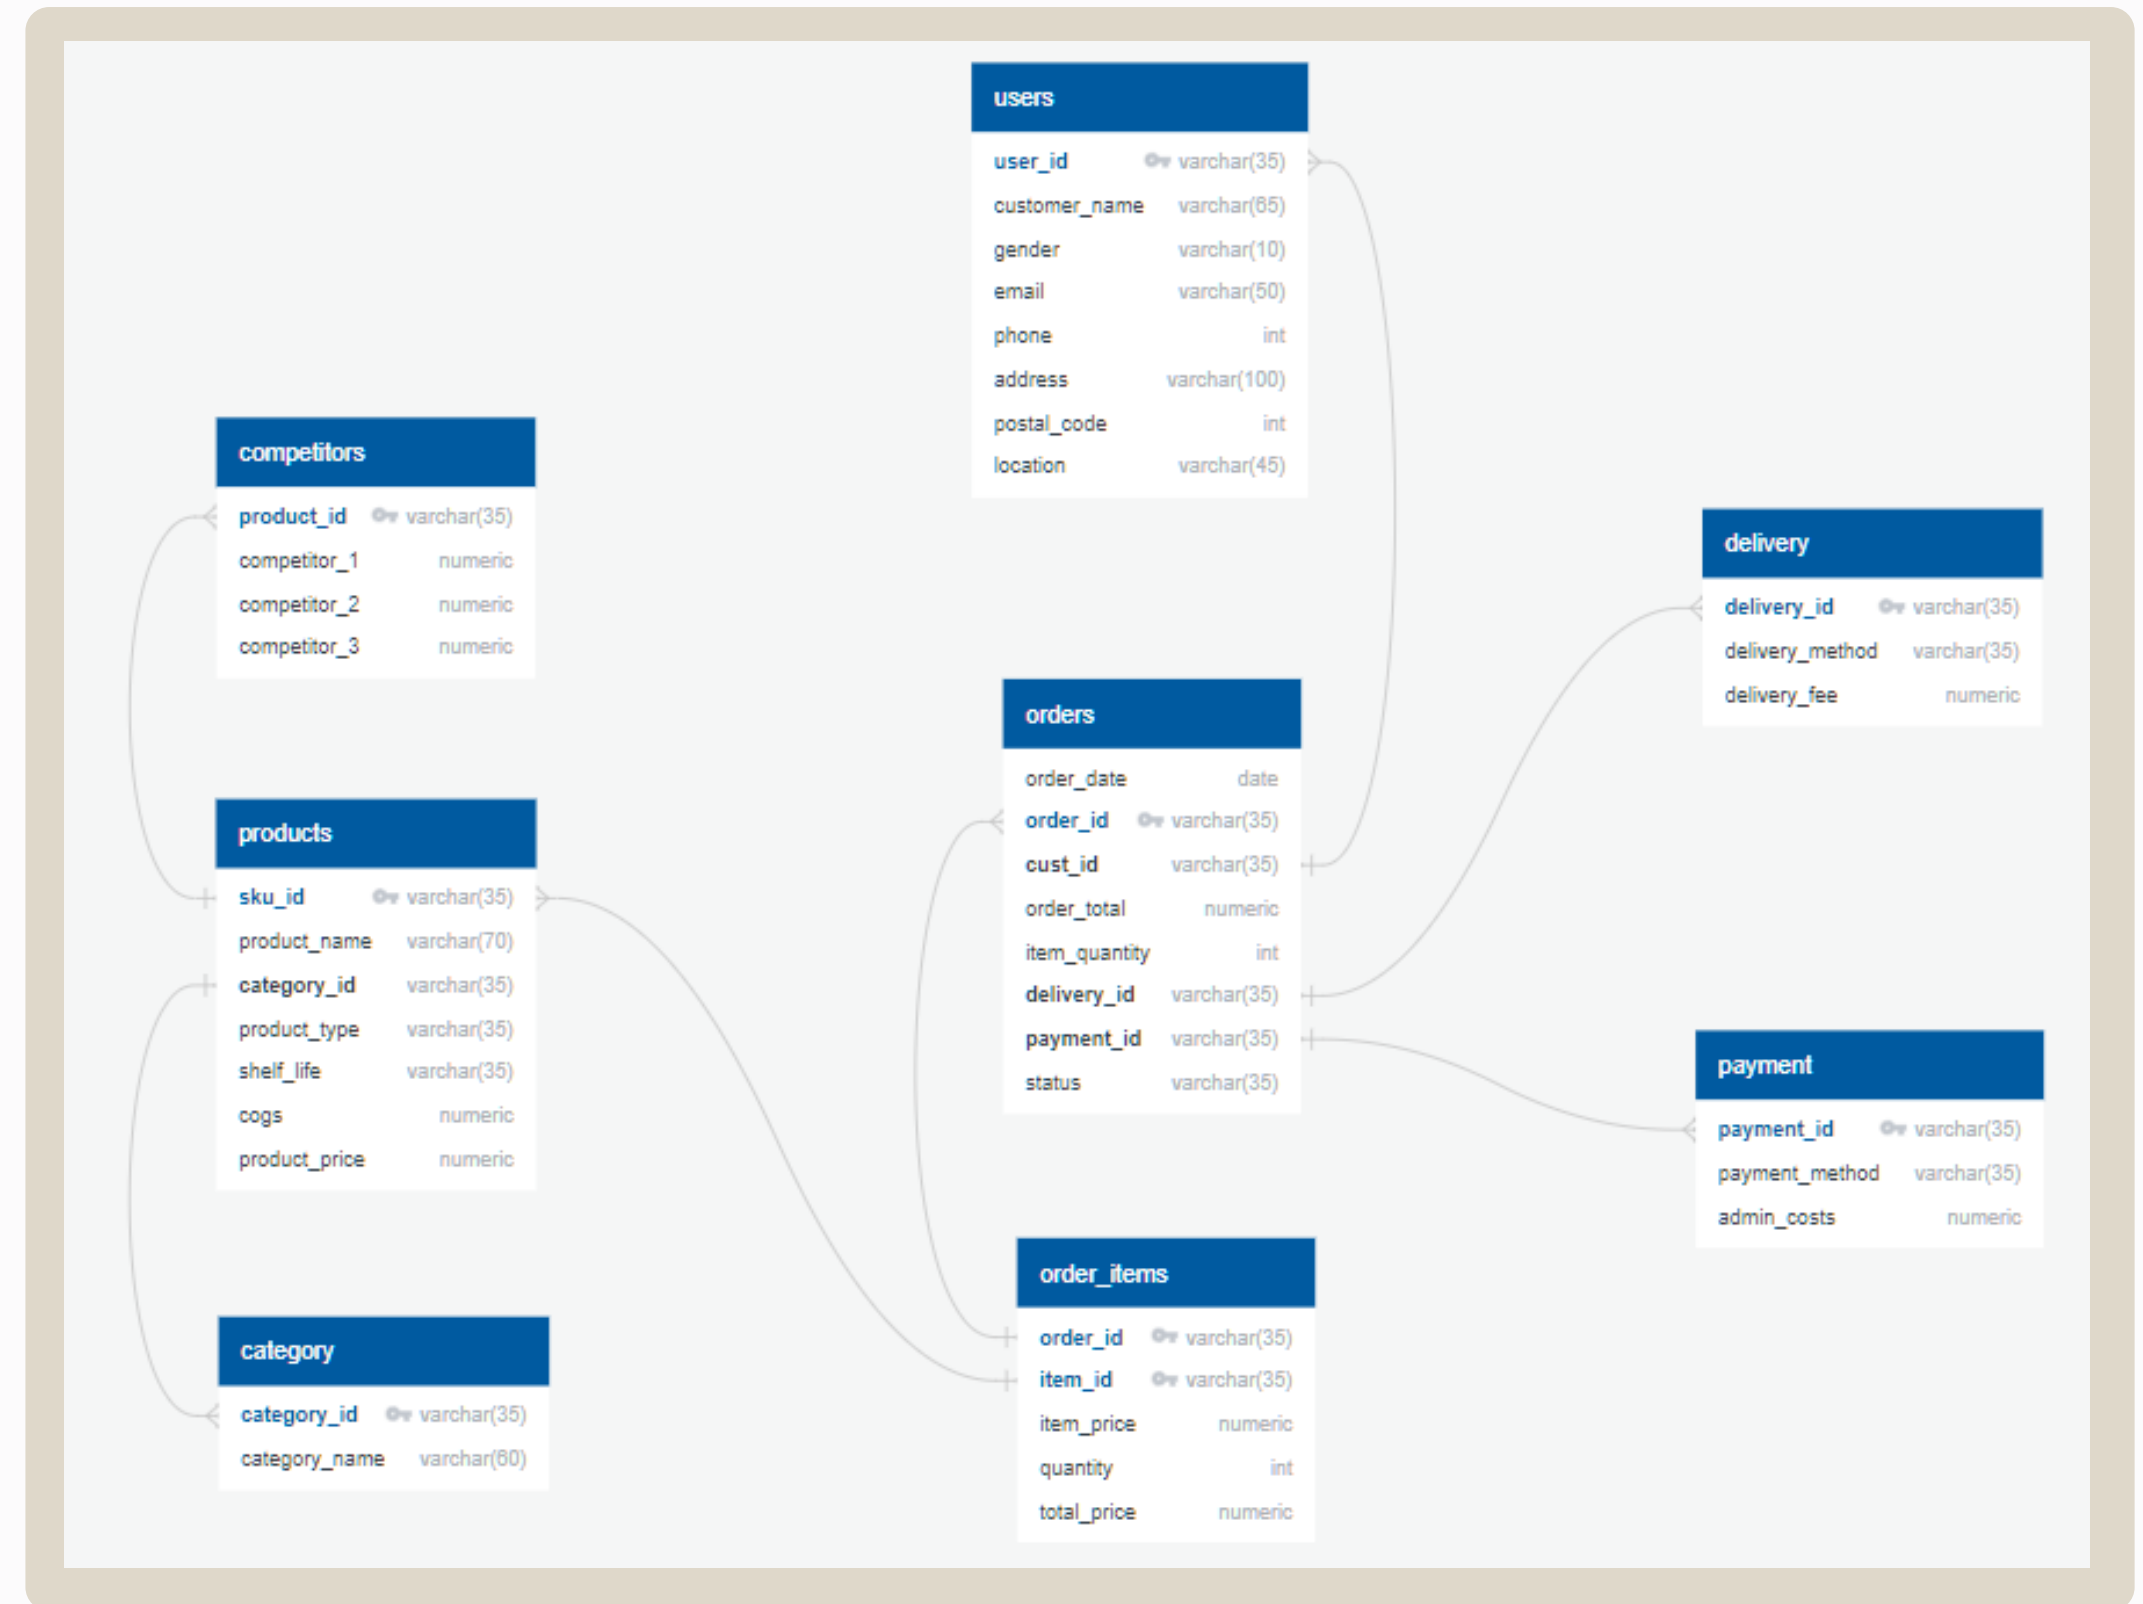 users
user_id varchar(35)
customer_name varchar(65)
gender varchar(10)
email varchar(50)
phone int
address varchar(100)
postal_code int
location varchar(45)
competitors
product_id varchar(35)
competitor_1 numeric
competitor_2 numeric
competitor_3 numeric
delivery
delivery_id varchar(35)
delivery_method varchar(35)
delivery_fee numeric
orders
order_date date
order_id varchar(35)
cust_id varchar(35)
order_total numeric
item_quantity int
delivery_id varchar(35)
payment_id varchar(35)
status varchar(35)
products
sku_id varchar(35)
product_name varchar(70)
category_id varchar(35)
product_type varchar(35)
shelf_life varchar(35)
cogs numeric
product_price numeric
payment
payment_id varchar(35)
payment_method varchar(35)
admin_costs numeric
order_items
order_id varchar(35)
item_id varchar(35)
item_price numeric
quantity int
total_price numeric
category
category_id varchar(35)
category_name varchar(60)